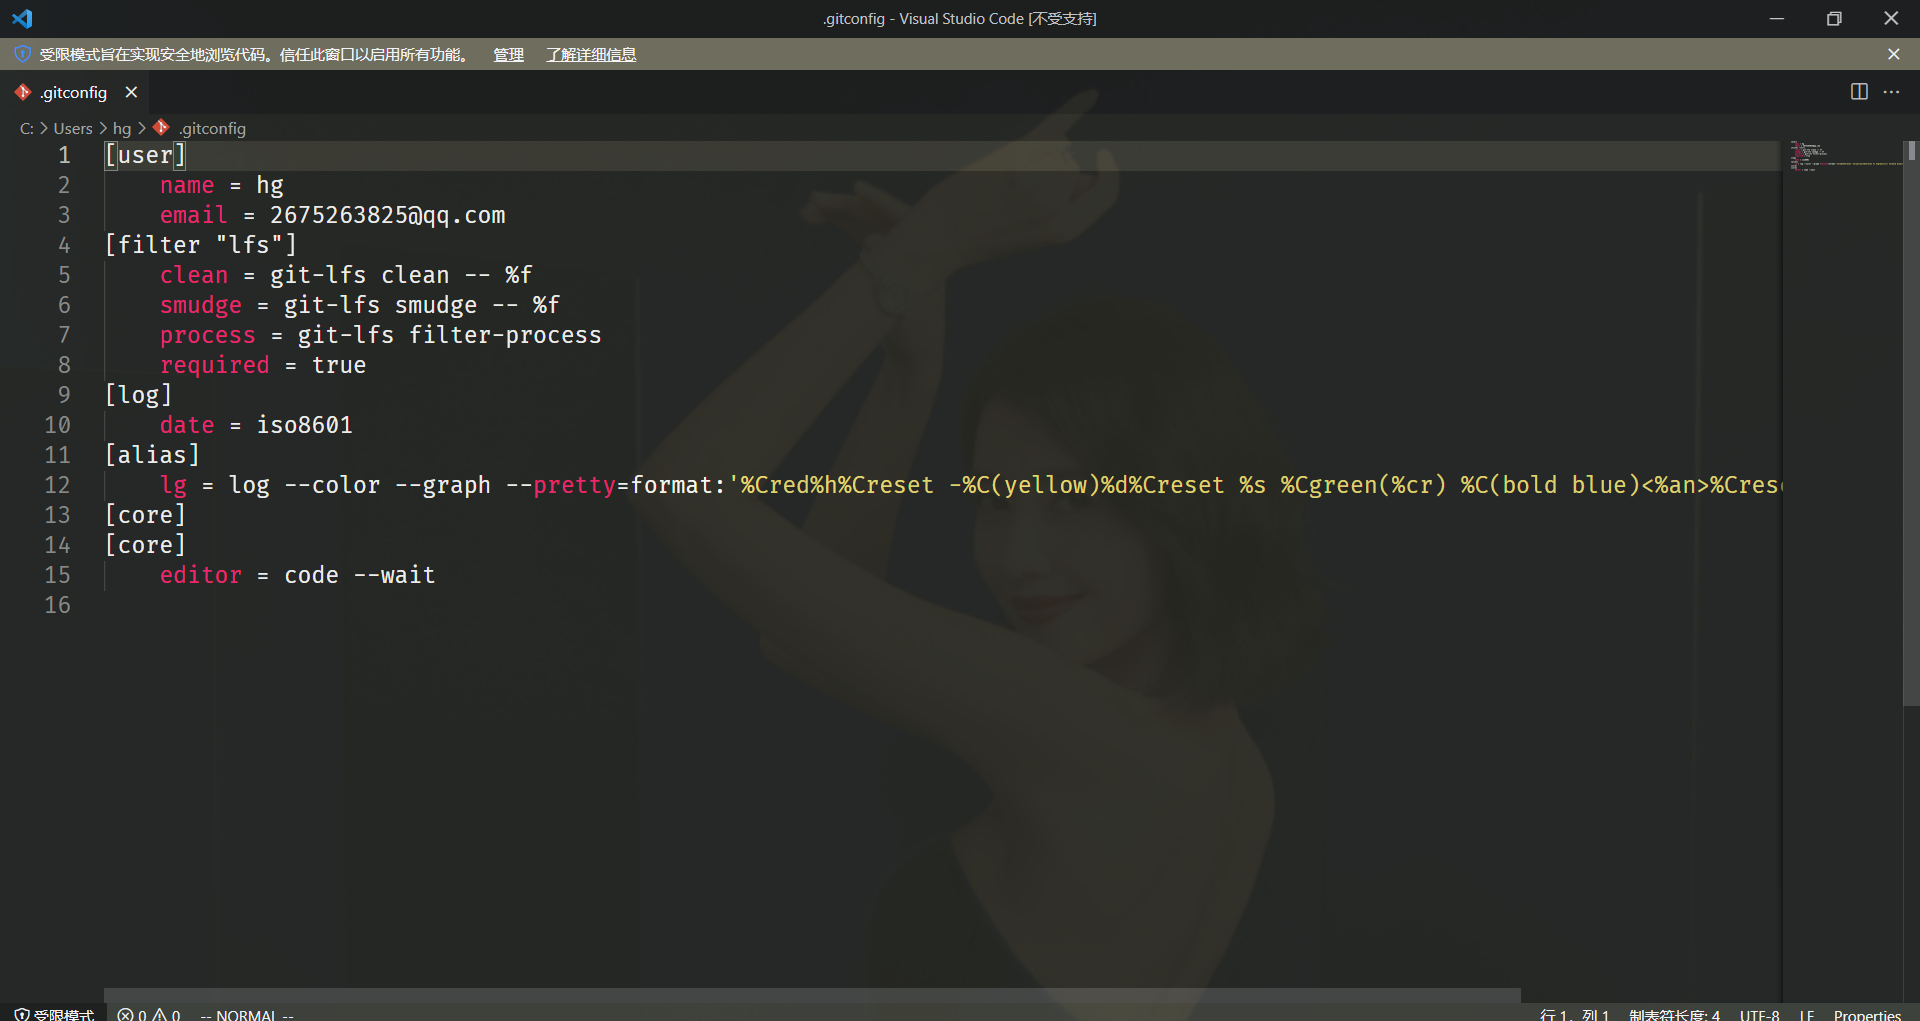 .gitconfig - Visual Studio Code [不受支持]
受限模式旨在实现安全地浏览代码。信任此窗口以启用所有功能。 管理 了解详细信息
.gitconfig
C: > Users > hg > .gitconfig
1 [user]
2 name = hg
3 email = 2675263825@qq.com
4 [filter "lfs"]
5 clean = git-lfs clean -- %f
6 smudge = git-lfs smudge -- %f
7 process = git-lfs filter-process
8 required = true
9 [log]
10 date = iso8601
11 [alias]
12 lg = log --color --graph --pretty=format:'%Cred%h%Creset -%C(yellow)%d%Creset %s %Cgreen(%cr) %C(bold blue)<%an>%Crese
13 [core]
14 [core]
15 editor = code --wait
16
受限模式 0 0 -- NORMAL -- 行 1，列 1 制表符长度: 4 UTF-8 LF Properties